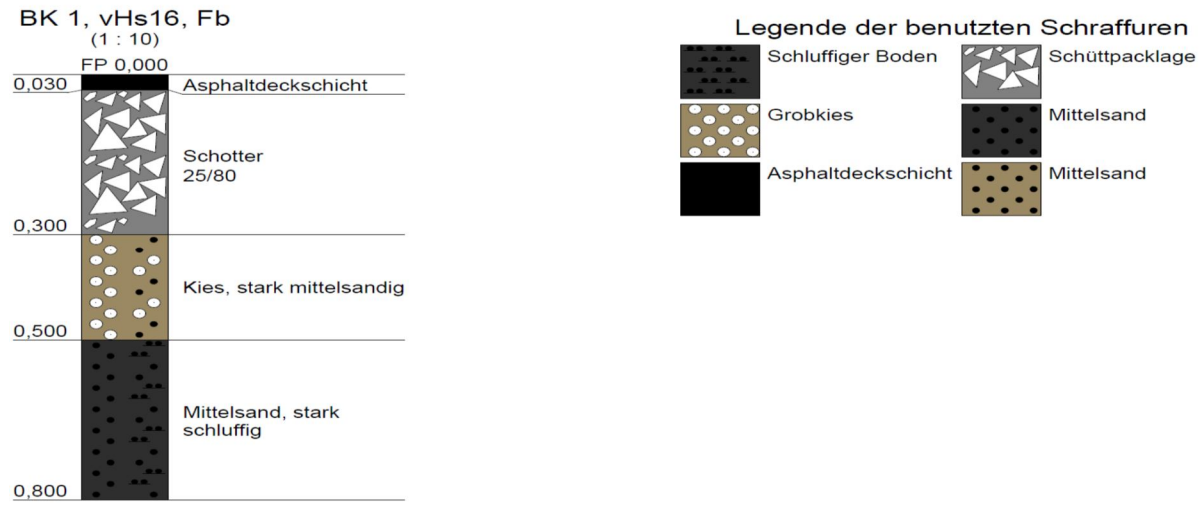 BK 1, vHs16, Fb
(1 : 10)
FP 0,000
0,030
Asphaltdeckschicht
Schotter
25/80
0,300
Kies, stark mittelsandig
0,500
Mittelsand, stark
schluffig
0,800
Legende der benutzten Schraffuren
Schluffiger Boden
Schüttpacklage
Grobkies
Mittelsand
Asphaltdeckschicht
Mittelsand